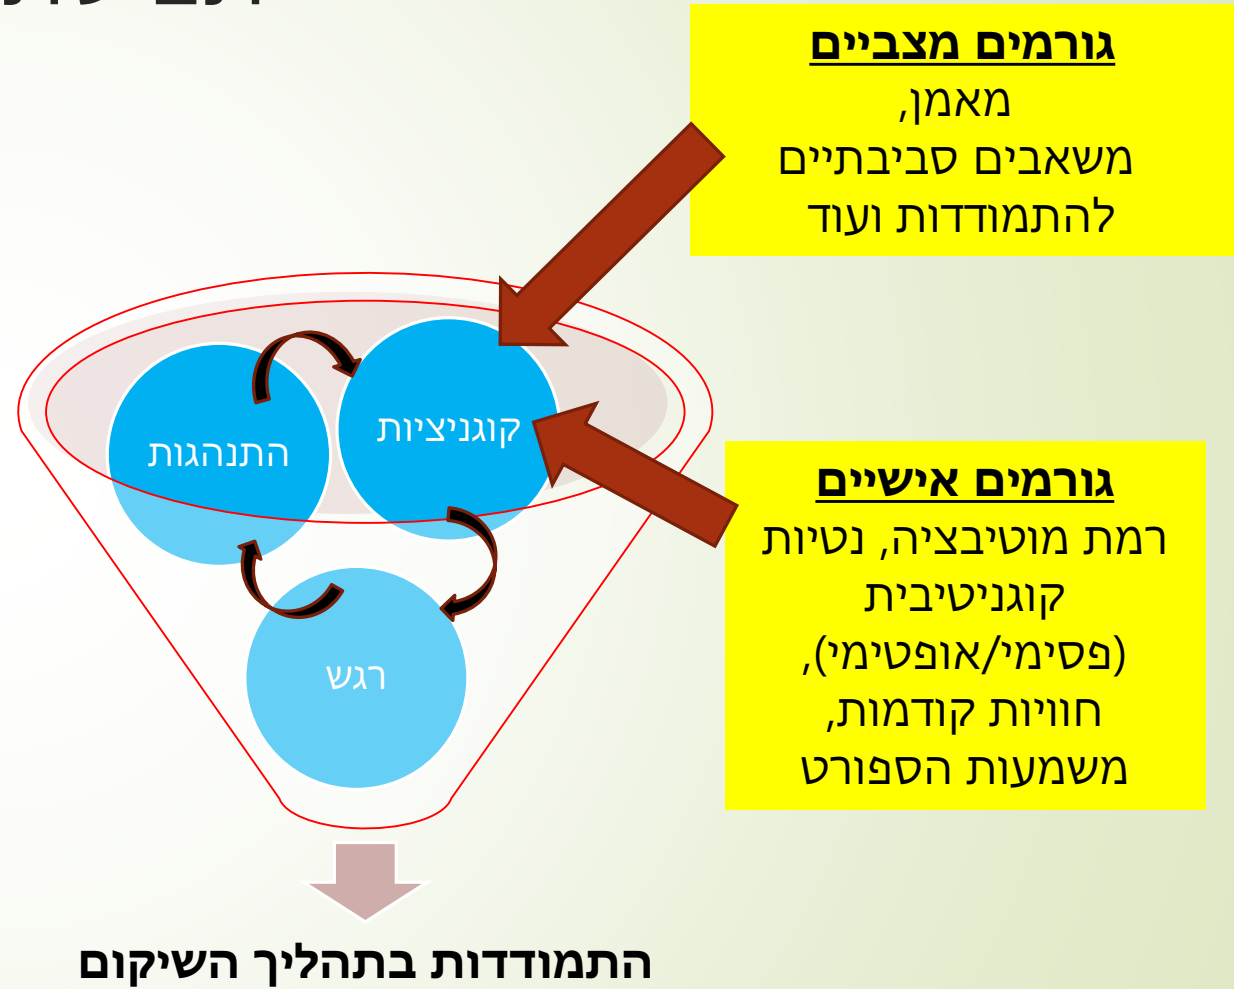 גורמים מצביים
מאמן,
משאבים סביבתיים
להתמודדות ועוד
קוגניציות
התנהגות
רגש
גורמים אישיים
רמת מוטיבציה, נטיות
קוגניטיבית
(פסימי/אופטימי),
חוויות קודמות,
משמעות הספורט
התמודדות בתהליך השיקום